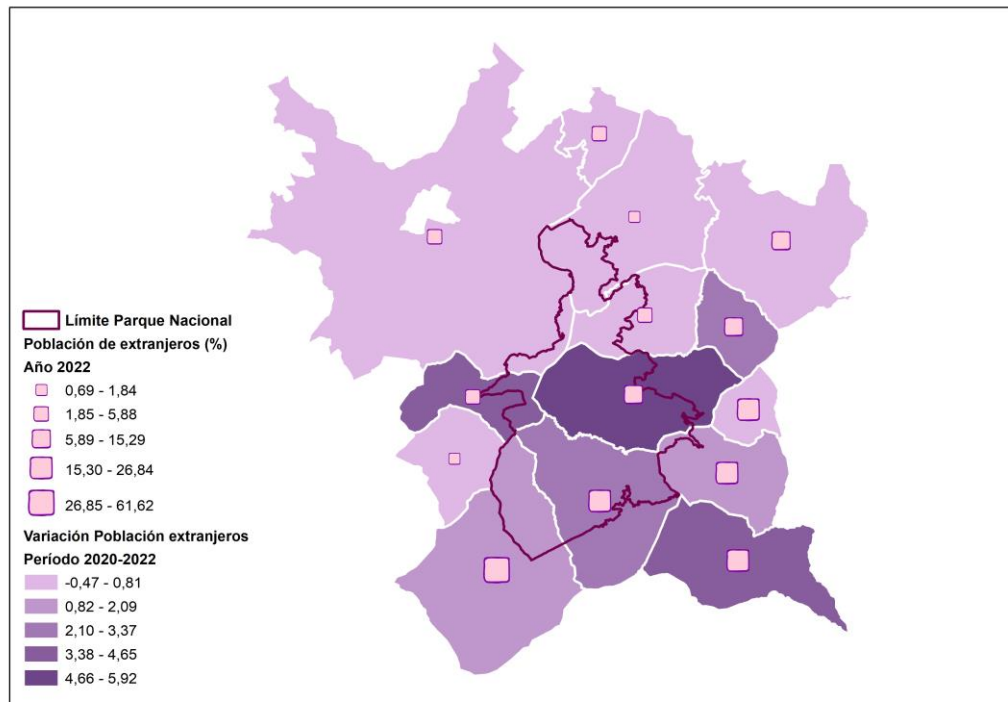 Límite Parque Nacional
Población de extranjeros (%)
Año 2022
0,69 - 1,84
1,85 - 5,88
5,89 - 15,29
15,30 - 26,84
26,85 - 61,62
Variación Población extranjeros
Período 2020-2022
-0,47 - 0,81
0,82 - 2,09
2,10 - 3,37
3,38 - 4,65
4,66 - 5,92